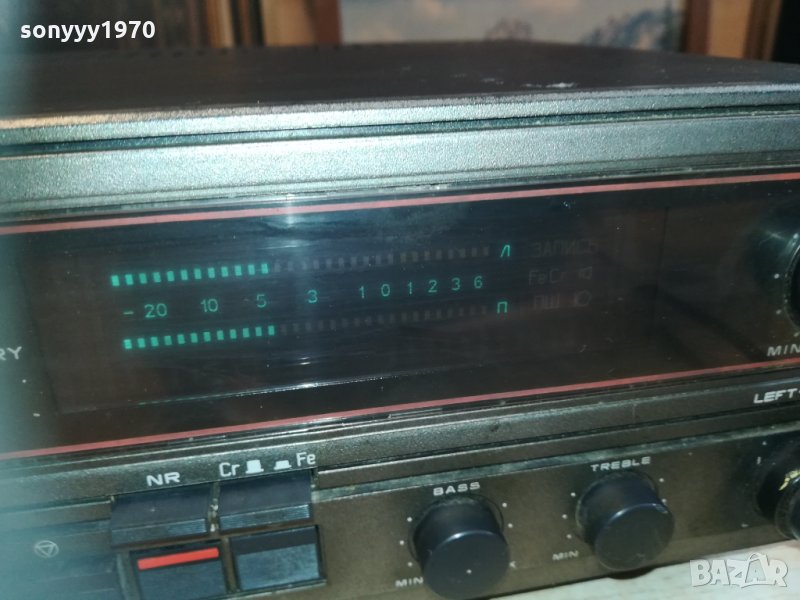 sonyyy1970
Л ЗАПИСЬ
FeCr
- 20 10 5 3 1 0 1 2 3 6
П ПШ
RY
MIN
LEFT
NR Cr Fe
BASS
TREBLE
MIN
MIN
BAZAR